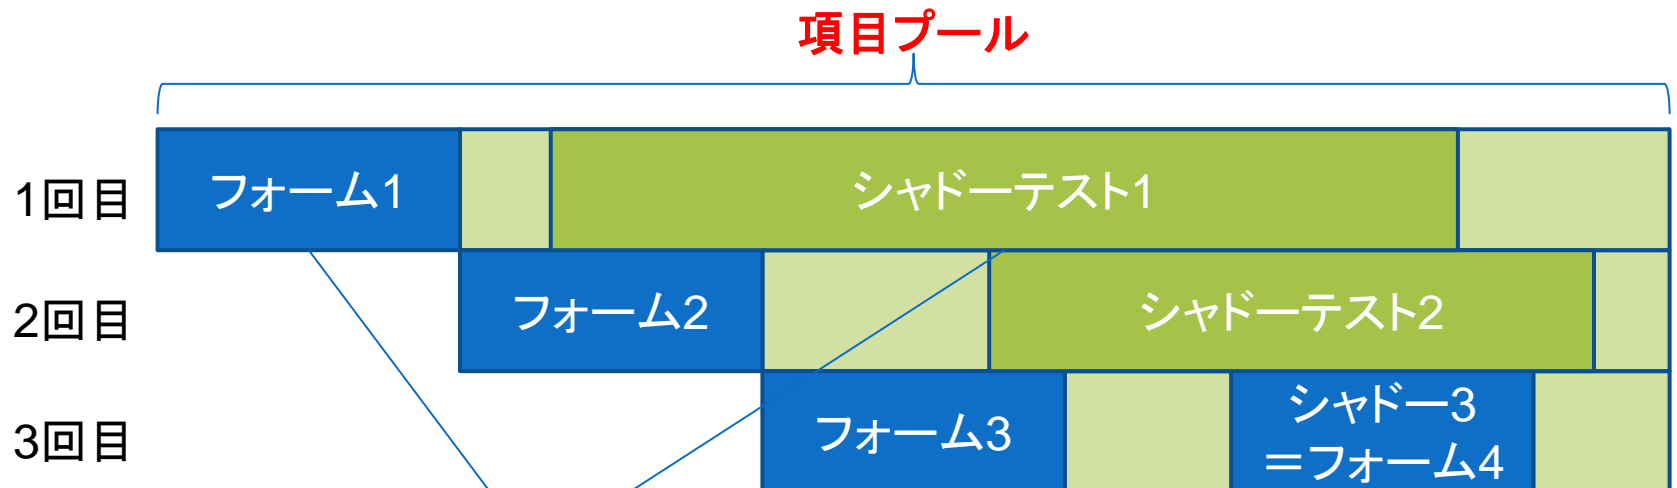 項目プール
1回目
フォーム1
シャドーテスト1
2回目
フォーム2
シャドーテスト2
3回目
フォーム3
シャドー3
＝フォーム4